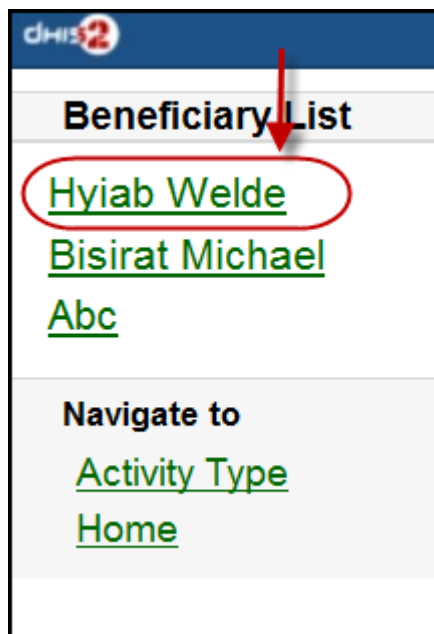 dHIS2
Beneficiary List
Hyiab Welde
Bisirat Michael
Abc
Navigate to
Activity Type
Home